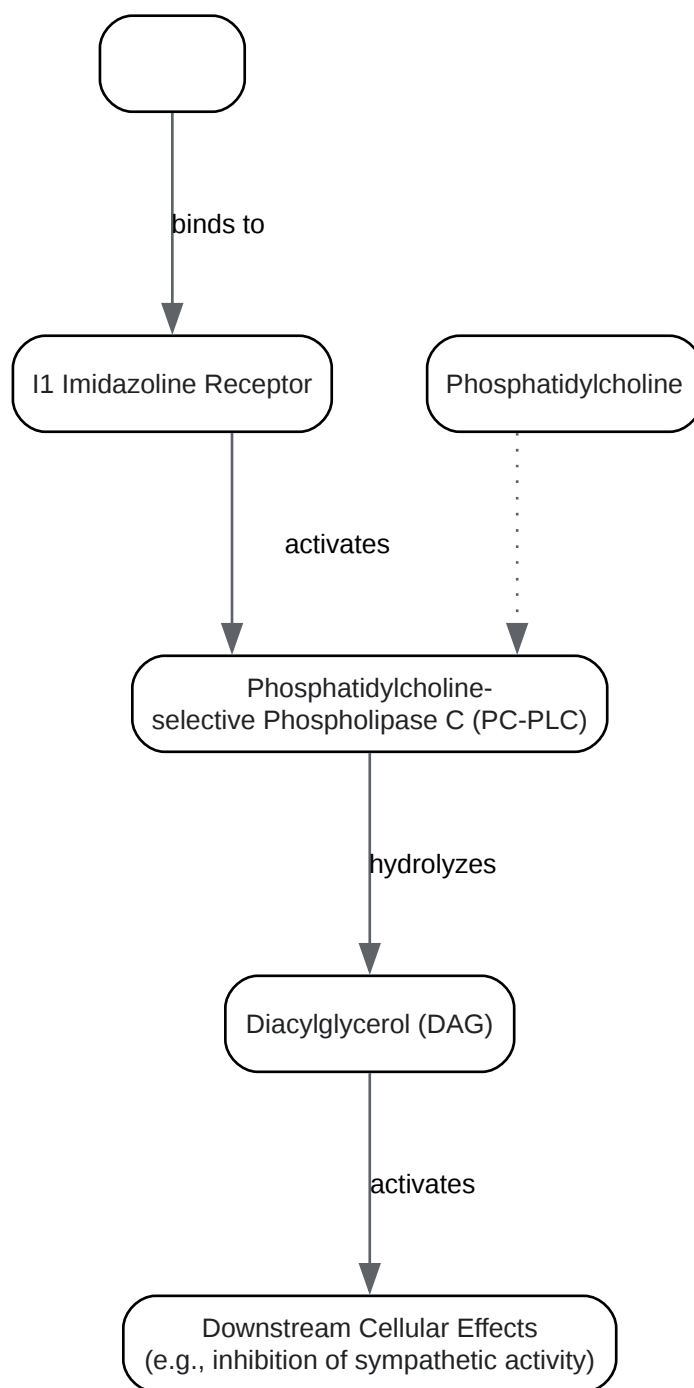 binds to
I1 Imidazoline Receptor
Phosphatidylcholine
activates
Phosphatidylcholine-
selective Phospholipase C (PC-PLC)
hydrolyzes
Diacylglycerol (DAG)
activates
Downstream Cellular Effects
(e.g., inhibition of sympathetic activity)